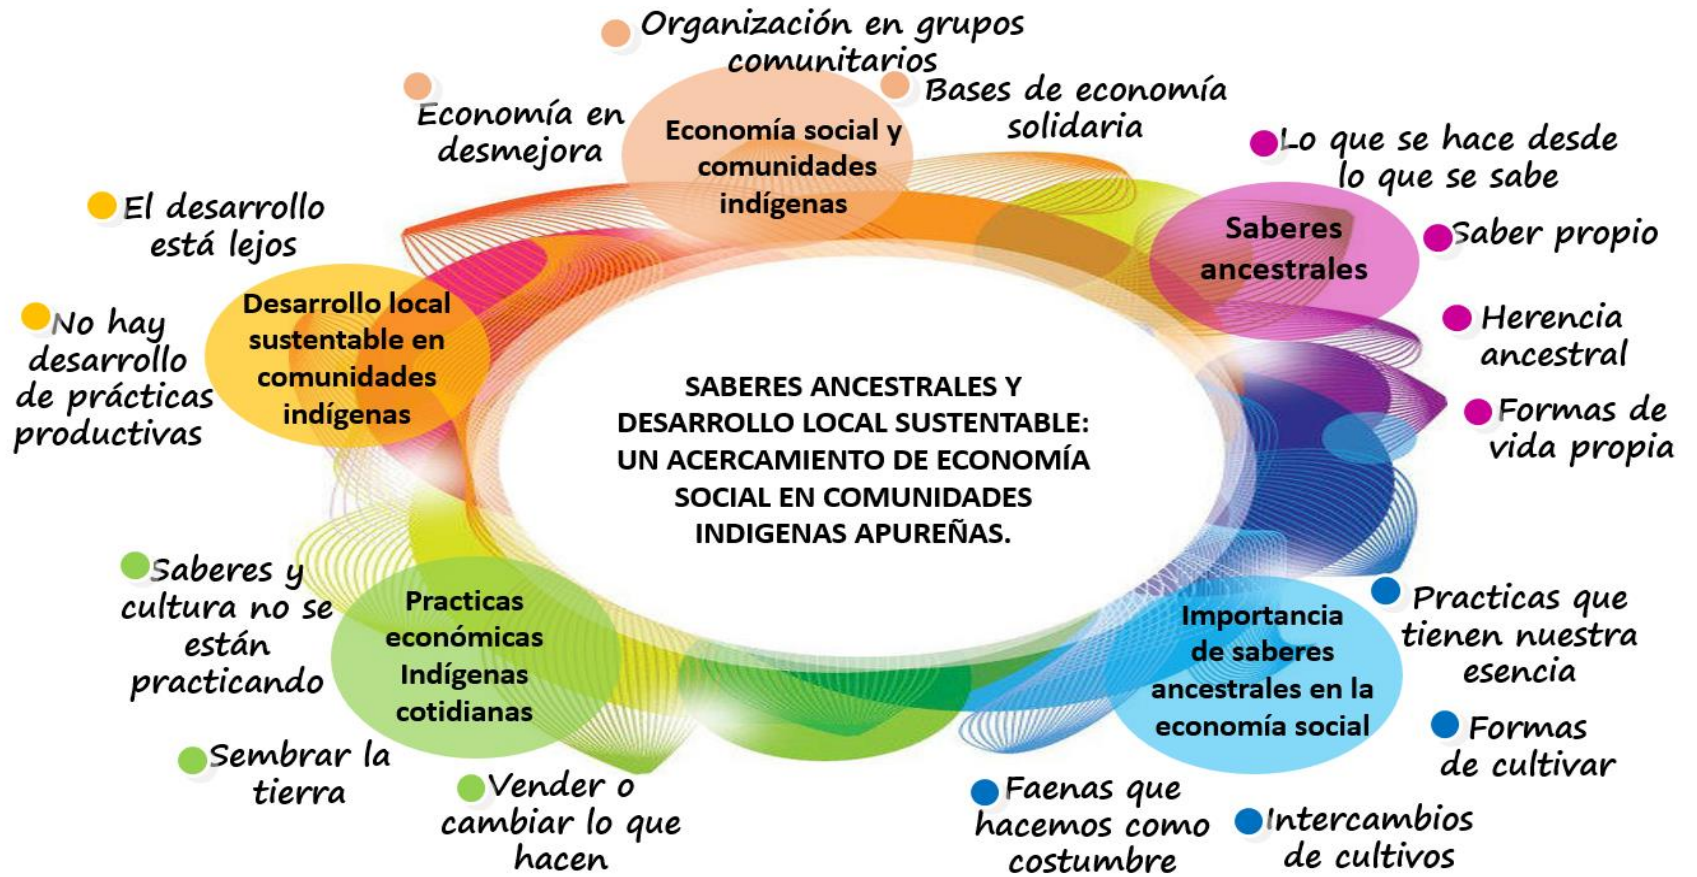 Organización en grupos
comunitarios
Economía en
desmejora
Bases de economía
solidaria
Economía social y
comunidades
indígenas
Lo que se hace desde
lo que se sabe
Saberes
ancestrales
Saber propio
Herencia
ancestral
Formas de
vida propia
El desarrollo
está lejos
No hay
desarrollo
de prácticas
productivas
Desarrollo local
sustentable en
comunidades
indígenas
SABERES ANCESTRALES Y
DESARROLLO LOCAL SUSTENTABLE:
UN ACERCAMIENTO DE ECONOMÍA
SOCIAL EN COMUNIDADES
INDIGENAS APUREÑAS.
Saberes y
cultura no se
están
practicando
Practicas
económicas
Indígenas
cotidianas
Sembrar la
tierra
Vender o
cambiar lo que
hacen
Importancia
de saberes
ancestrales en la
economía social
Practicas que
tienen nuestra
esencia
Formas
de cultivar
Faenas que
hacemos como
costumbre
Intercambios
de cultivos